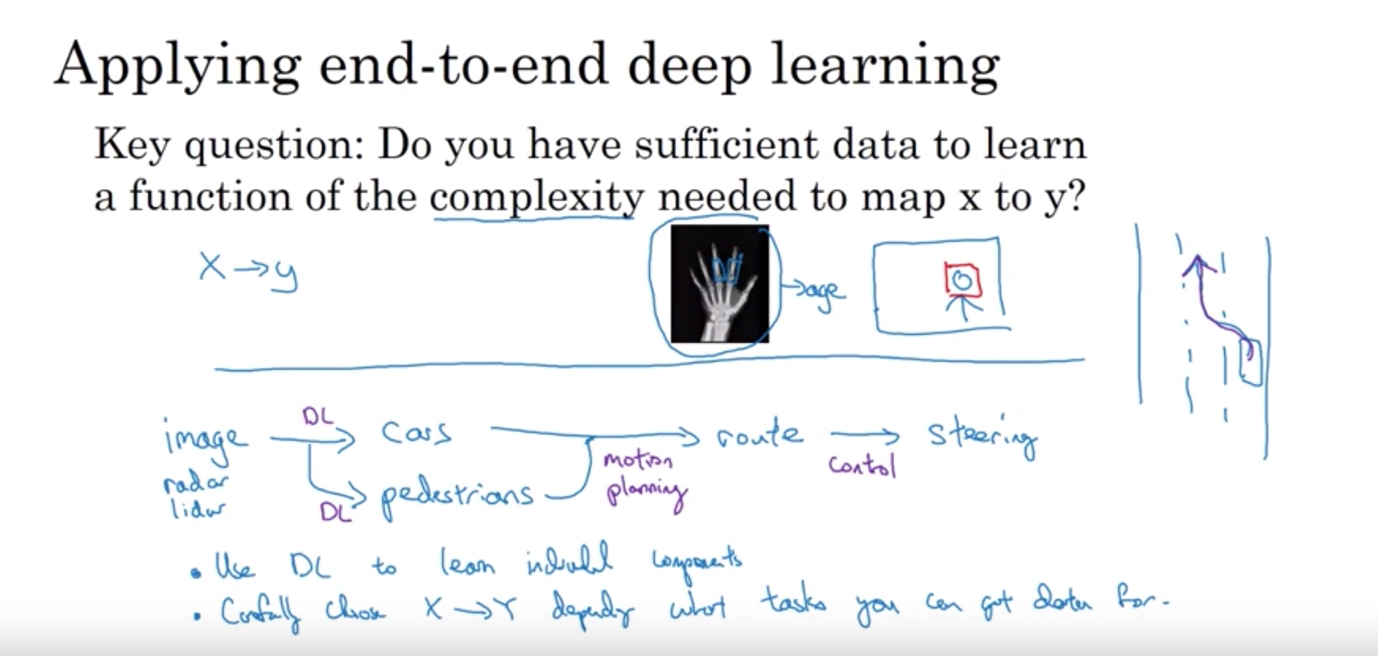 Applying end-to-end deep learning
Key question: Do you have sufficient data to learn
a function of the complexity needed to map x to y?
X → y
→ age
image DL → cars → route → steering
radar
lidar
DL → pedestrians
motion
planning
control
• Use DL to learn individual components
• Carefully choose X → Y depending what tasks you can get data for.